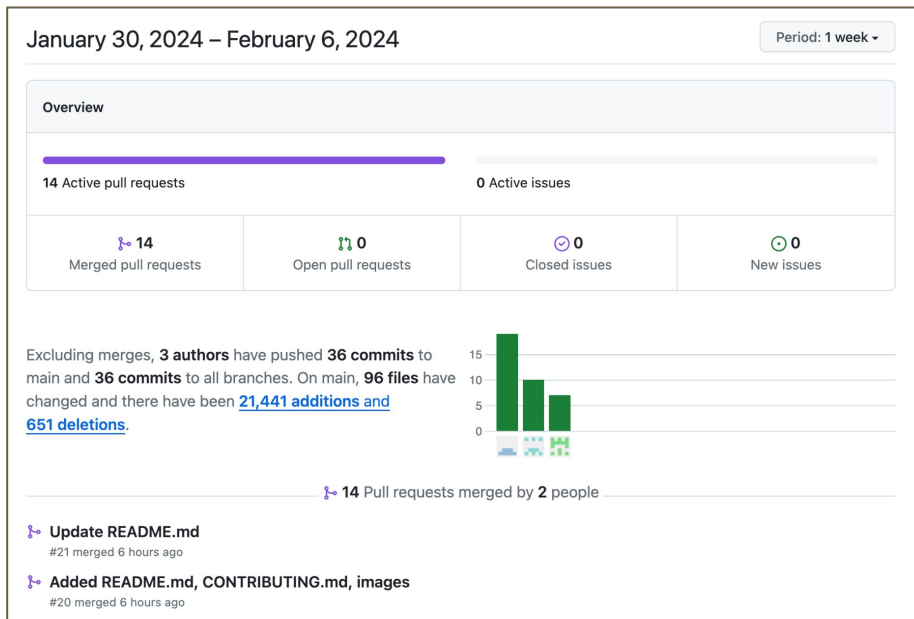 January 30, 2024 – February 6, 2024
Period: 1 week
Overview
14 Active pull requests
0 Active issues
14
Merged pull requests
0
Open pull requests
0
Closed issues
0
New issues
Excluding merges, 3 authors have pushed 36 commits to
main and 36 commits to all branches. On main, 96 files have
changed and there have been 21,441 additions and
651 deletions.
15
10
5
0
14 Pull requests merged by 2 people
Update README.md
#21 merged 6 hours ago
Added README.md, CONTRIBUTING.md, images
#20 merged 6 hours ago